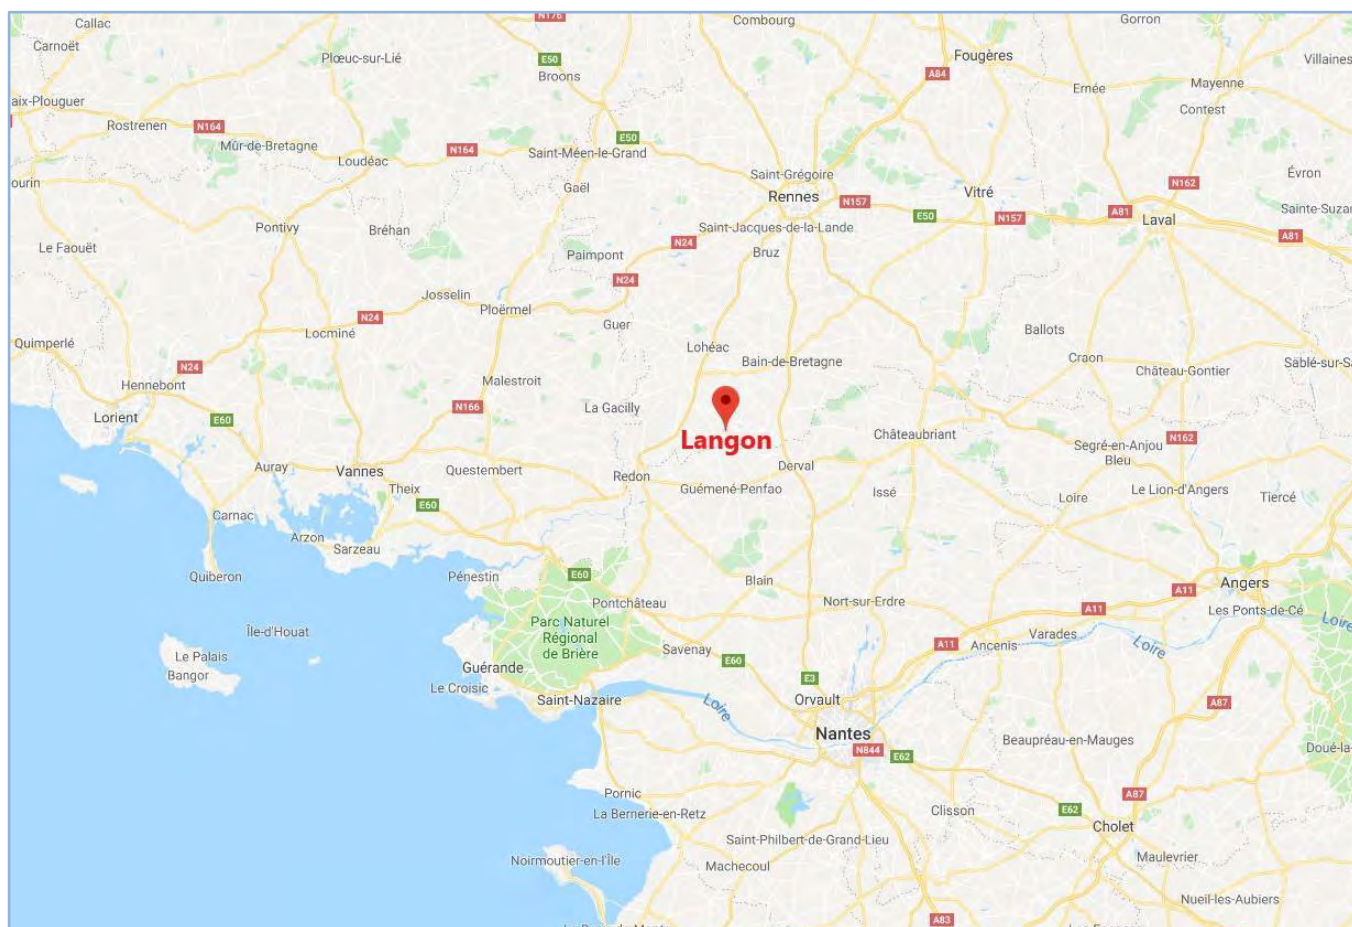 Callac
Combourg
Gorron
N176
Carnoët
Plœuc-sur-Lié
E50
Broons
Fougères
A84
Villaines
Mayenne
Ernée
Contest
aix-Plouguer
Rostrenen
N164
Mûr-de-Bretagne
Loudéac
N164
E50
Saint-Méen-le-Grand
Gaël
Saint-Grégoire
Rennes
N157
Vitré
E50
N157
N162
Évron
A81
Laval
Sainte-Suzan
A81
ourin
Pontivy
Bréhan
Saint-Jacques-de-la-Lande
N24
Bruz
Le Faouët
Paimpont
N24
Josselin
Ploërmel
N24
Locminé
Guer
Ballots
Quimperlé
N24
Lohéac
Bain-de-Bretagne
Craon
Château-Gontier
Sablé-sur-Sa
Hennebont
Malestroit
La Gacilly
N166
Lorient
E60
Langon
Châteaubriant
Segré-en-Anjou
Bleu
N162
Auray
Vannes
Questembert
Redon
Derval
Guémené-Penfao
Issé
Theix
E60
Loire
Le Lion-d'Angers
Tiercé
Carnac
Arzon
Sarzeau
Quiberon
Pénestin
E60
Blain
Angers
A11
Pontchâteau
Nort-sur-Erdre
A11
Les Ponts-de-Cé
Loire
Île-d'Houat
Parc Naturel
Régional
de Brière
Savenay
E60
A11
Ancenis
Varades
Loire
Le Palais
Bangor
Guérande
Le Croisic
Saint-Nazaire
E3
Orvault
Loire
A87
Nantes
N844
E62
Beaupréau-en-Mauges
Doué-la-
Pornic
La Bernerie-en-Retz
A87
Clisson
E62
Cholet
Saint-Philbert-de-Grand-Lieu
Noirmoutier-en-l'Île
Machecoul
Maulevrier
Nueil-les-Aubiers
A83